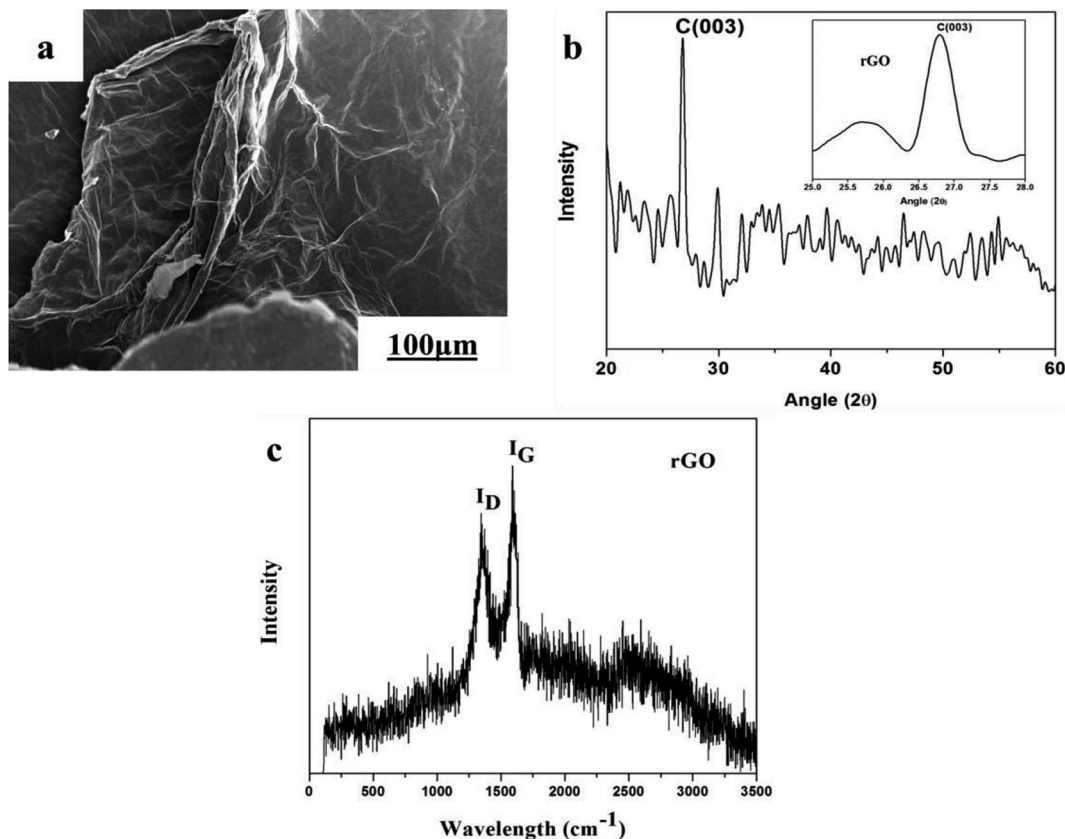 a
100μm
b
C(003)
C(003)
rGO
25.0 25.5 26.0 26.5 27.0 27.5 28.0
Angle (2θ)
Intensity
20 30 40 50 60
Angle (2θ)
c
rGO
I_G
I_D
Intensity
0 500 1000 1500 2000 2500 3000 3500
Wavelength (cm⁻¹)